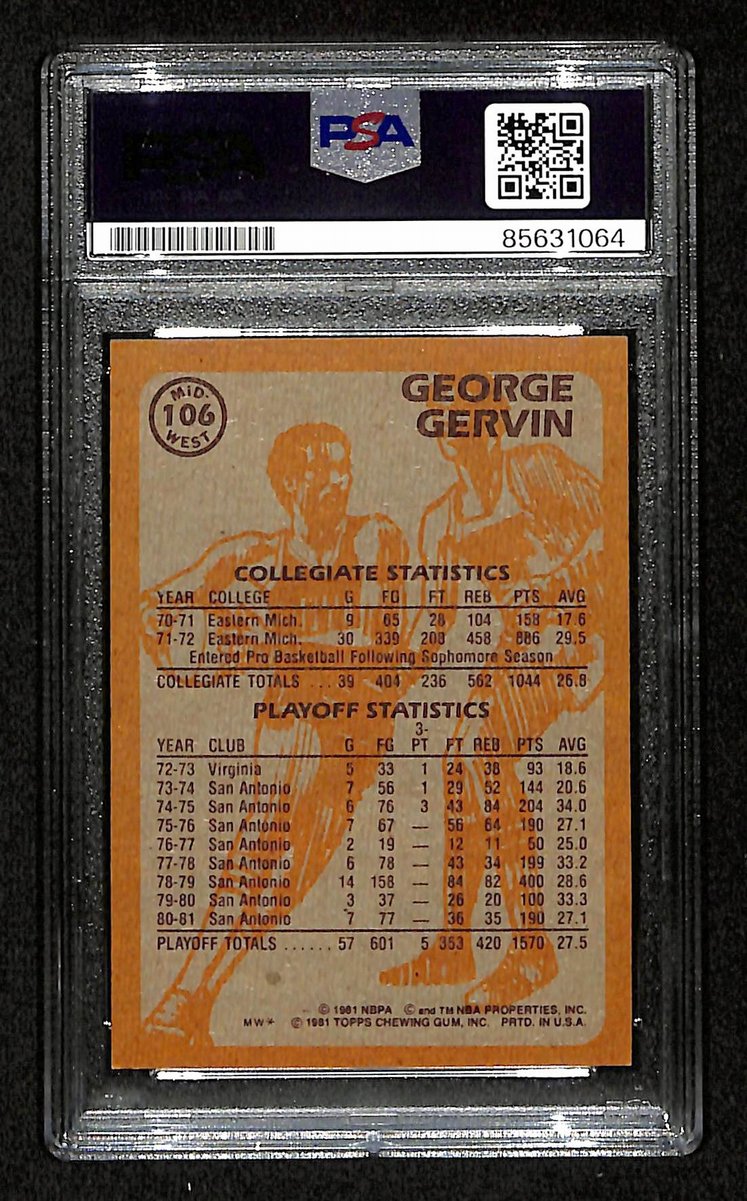 PSA
85631064
MID-
106
WEST
GEORGE
GERVIN
COLLEGIATE STATISTICS
YEAR COLLEGE G FG FT REB PTS AVG
70-71 Eastern Mich. 9 65 28 104 158 17.6
71-72 Eastern Mich. 30 339 208 458 886 29.5
Entered Pro Basketball Following Sophomore Season
COLLEGIATE TOTALS ... 39 404 236 562 1044 26.8
PLAYOFF STATISTICS
3-
YEAR CLUB G FG PT FT REB PTS AVG
72-73 Virginia 5 33 1 24 38 93 18.6
73-74 San Antonio 7 56 1 29 52 144 20.6
74-75 San Antonio 6 76 3 43 84 204 34.0
75-76 San Antonio 7 67 — 56 64 190 27.1
76-77 San Antonio 2 19 — 12 11 50 25.0
77-78 San Antonio 6 78 — 43 34 199 33.2
78-79 San Antonio 14 158 — 84 82 400 28.6
79-80 San Antonio 3 37 — 26 20 100 33.3
80-81 San Antonio 7 77 — 36 35 190 27.1
PLAYOFF TOTALS ...... 57 601 5 353 420 1570 27.5
© 1981 NBPA © and TM NBA PROPERTIES, INC.
MW* © 1981 TOPPS CHEWING GUM, INC. PRTD. IN U.S.A.